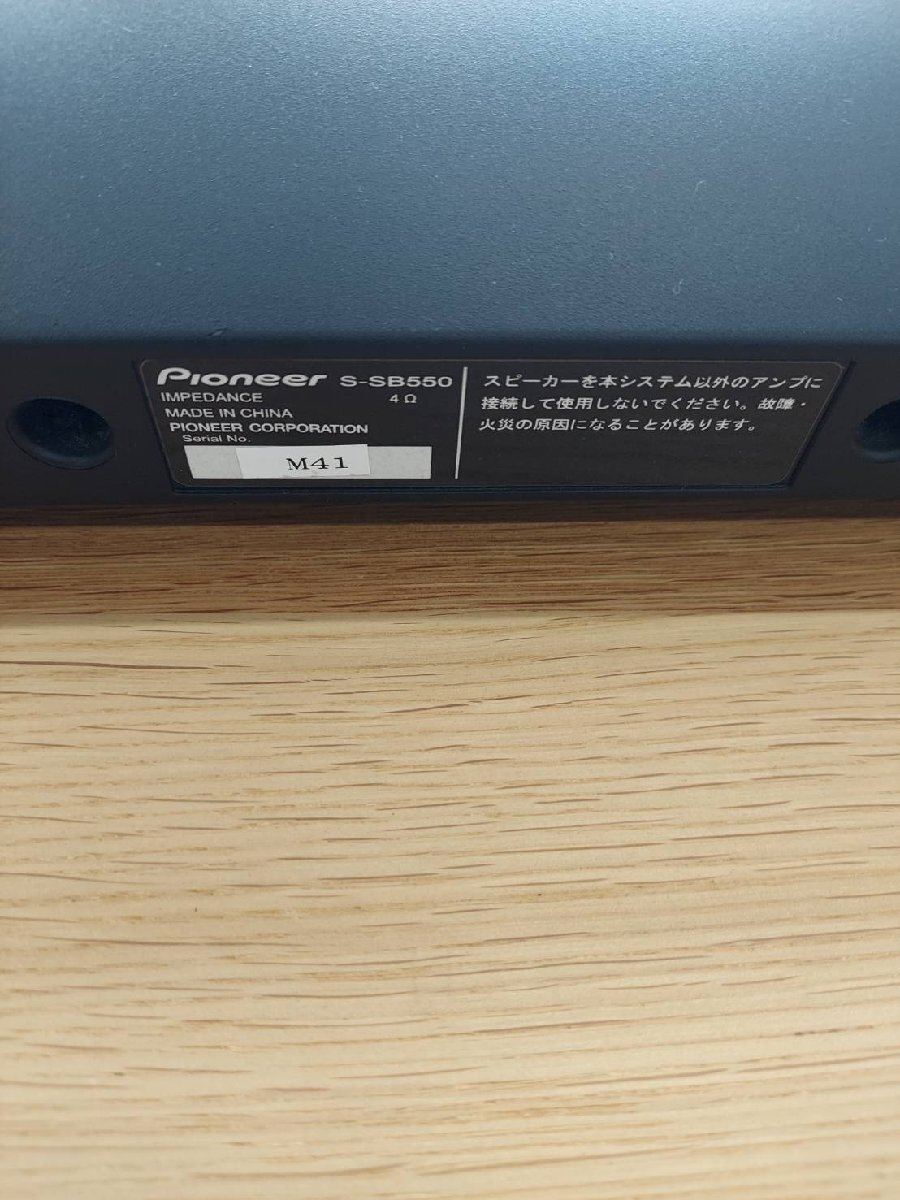 Pioneer S-SB550
IMPEDANCE 4Ω
MADE IN CHINA
PIONEER CORPORATION
Serial No.
M41
スピーカーを本システム以外のアンプに
接続して使用しないでください。故障・
火災の原因になることがあります。